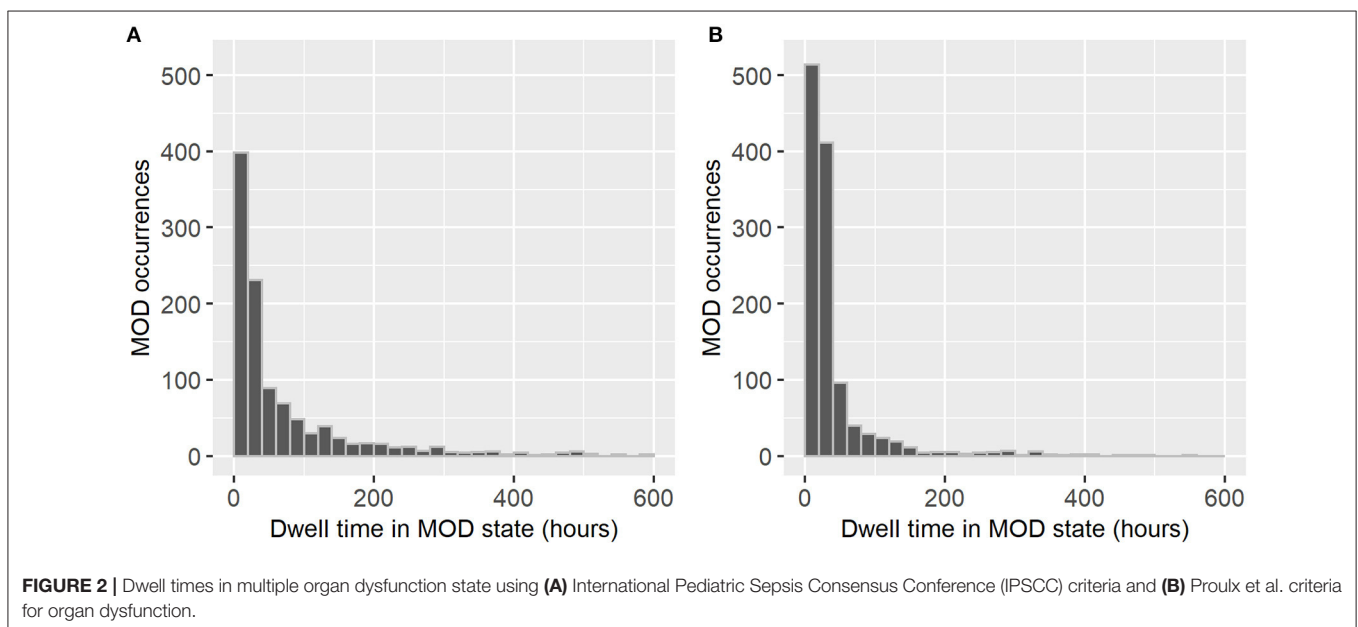 A
500
400
300
200
100
0
MOD occurrences
0 200 400 600
Dwell time in MOD state (hours)
B
500
400
300
200
100
0
MOD occurrences
0 200 400 600
Dwell time in MOD state (hours)
FIGURE 2 | Dwell times in multiple organ dysfunction state using (A) International Pediatric Sepsis Consensus Conference (IPSCC) criteria and (B) Proulx et al. criteria
for organ dysfunction.